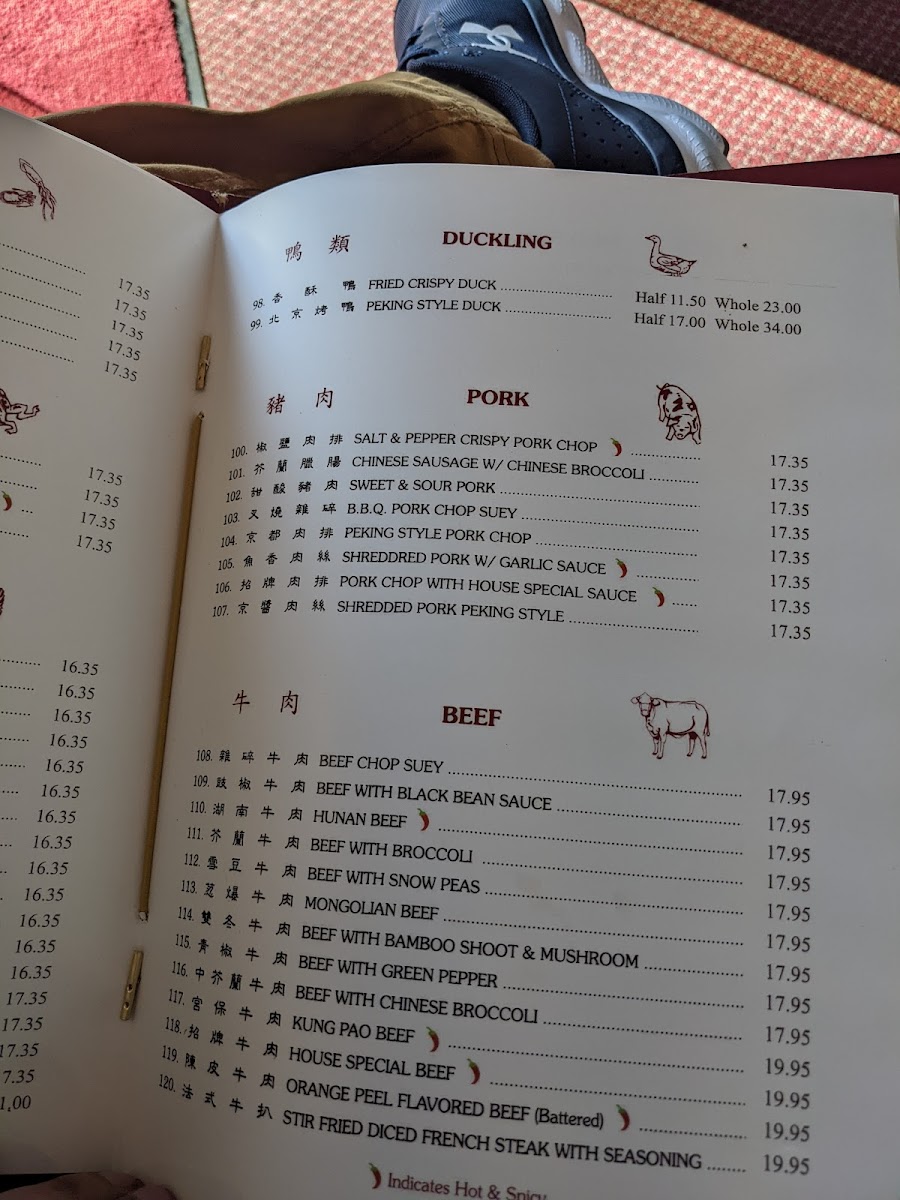 17.35
17.35
17.35
17.35
17.35
17.35
17.35
17.35
17.35
16.35
16.35
16.35
16.35
16.35
16.35
16.35
16.35
16.35
16.35
16.35
16.35
16.35
17.35
17.35
7.35
1,00
鴨類 DUCKLING
98. 香酥鴨 FRIED CRISPY DUCK Half 11.50 Whole 23.00
99. 北京烤鴨 PEKING STYLE DUCK Half 17.00 Whole 34.00
豬肉 PORK
100. 椒鹽肉排 SALT & PEPPER CRISPY PORK CHOP 17.35
101. 芥蘭臘腸 CHINESE SAUSAGE W/ CHINESE BROCCOLI 17.35
102. 甜酸豬肉 SWEET & SOUR PORK 17.35
103. 叉燒雜碎 B.B.Q. PORK CHOP SUEY 17.35
104. 京都肉排 PEKING STYLE PORK CHOP 17.35
105. 魚香肉絲 SHREDDRED PORK W/ GARLIC SAUCE 17.35
106. 招牌肉排 PORK CHOP WITH HOUSE SPECIAL SAUCE 17.35
107. 京醬肉絲 SHREDDED PORK PEKING STYLE 17.35
牛肉 BEEF
108. 雜碎牛肉 BEEF CHOP SUEY 17.95
109. 豉椒牛肉 BEEF WITH BLACK BEAN SAUCE 17.95
110. 湖南牛肉 HUNAN BEEF 17.95
111. 芥蘭牛肉 BEEF WITH BROCCOLI 17.95
112. 雪豆牛肉 BEEF WITH SNOW PEAS 17.95
113. 蔥爆牛肉 MONGOLIAN BEEF 17.95
114. 雙冬牛肉 BEEF WITH BAMBOO SHOOT & MUSHROOM 17.95
115. 青椒牛肉 BEEF WITH GREEN PEPPER 17.95
116. 中芥蘭牛肉 BEEF WITH CHINESE BROCCOLI 17.95
117. 宮保牛肉 KUNG PAO BEEF 19.95
118. 招牌牛肉 HOUSE SPECIAL BEEF 19.95
119. 陳皮牛肉 ORANGE PEEL FLAVORED BEEF (Battered) 19.95
120. 法式牛扒 STIR FRIED DICED FRENCH STEAK WITH SEASONING 19.95
Indicates Hot & Spicy